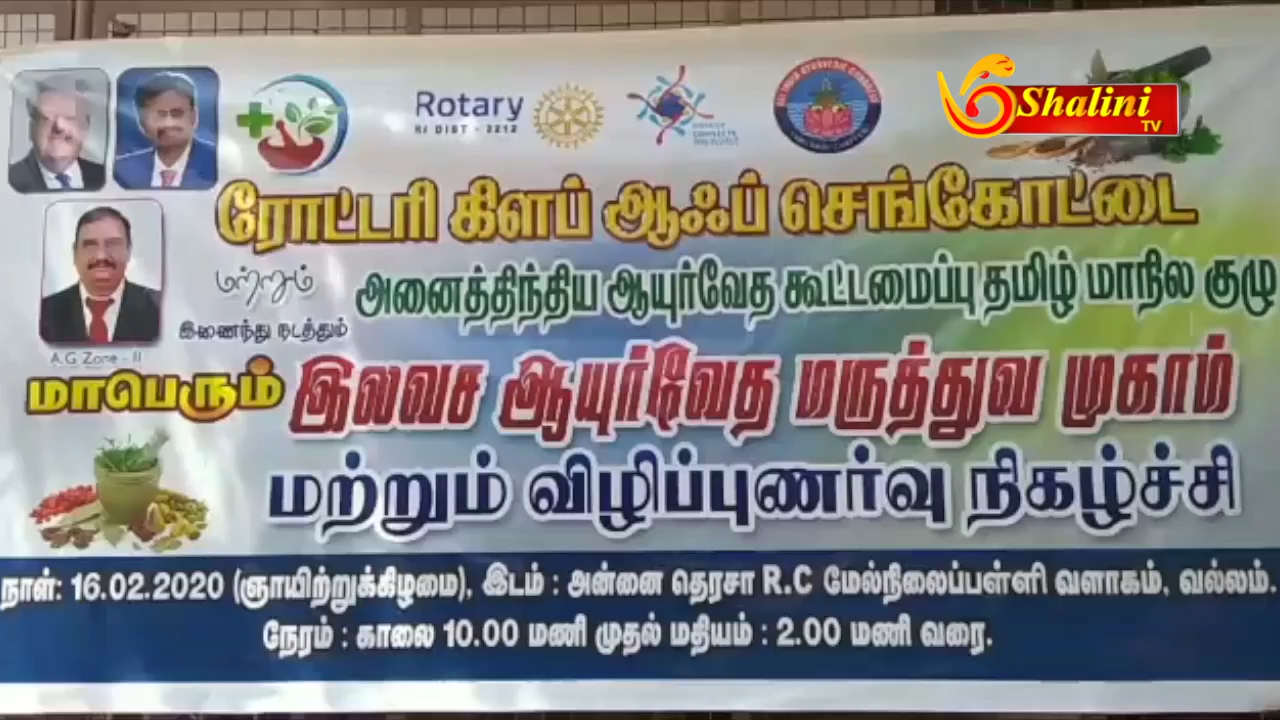 Rotary
RI DIST - 3212
Shalini
TV
ரோட்டரி கிளப் ஆஃப் செங்கோட்டை
மற்றும்
அனைத்திந்திய ஆயுர்வேத கூட்டமைப்பு தமிழ் மாநில குழு
இணைந்து நடத்தும்
A.G Zone - II
மாபெரும் இலவச ஆயுர்வேத மருத்துவ முகாம்
மற்றும் விழிப்புணர்வு நிகழ்ச்சி
நாள்: 16.02.2020 (ஞாயிற்றுக்கிழமை), இடம் : அன்னை தெரசா R.C மேல்நிலைப்பள்ளி வளாகம், வல்லம்.
நேரம் : காலை 10.00 மணி முதல் மதியம் : 2.00 மணி வரை.